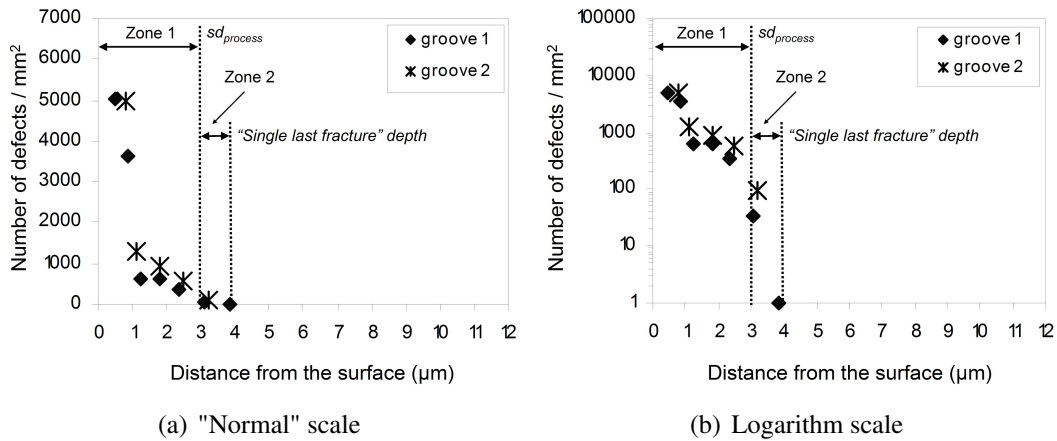 7000
6000
5000
4000
3000
2000
1000
0
Number of defects / mm²
Zone 1
sd_process
Zone 2
“Single last fracture” depth
groove 1
groove 2
0 1 2 3 4 5 6 7 8 9 10 11 12
Distance from the surface (µm)
(a) "Normal" scale
100000
10000
1000
100
10
1
Number of defects / mm²
Zone 1
sd_process
Zone 2
“Single last fracture” depth
groove 1
groove 2
0 1 2 3 4 5 6 7 8 9 10 11 12
Distance from the surface (µm)
(b) Logarithm scale